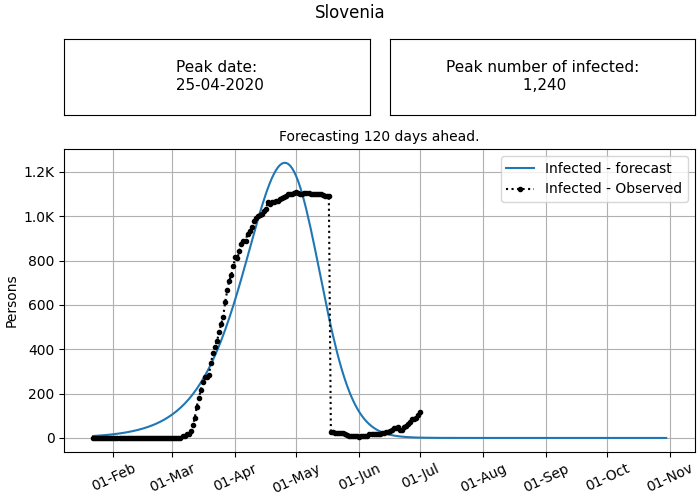 Slovenia
Peak date:
25-04-2020
Peak number of infected:
1,240
Forecasting 120 days ahead.
Infected - forecast
Infected - Observed
Persons
1.2K
1.0K
800
600
400
200
0
01-Feb
01-Mar
01-Apr
01-May
01-Jun
01-Jul
01-Aug
01-Sep
01-Oct
01-Nov